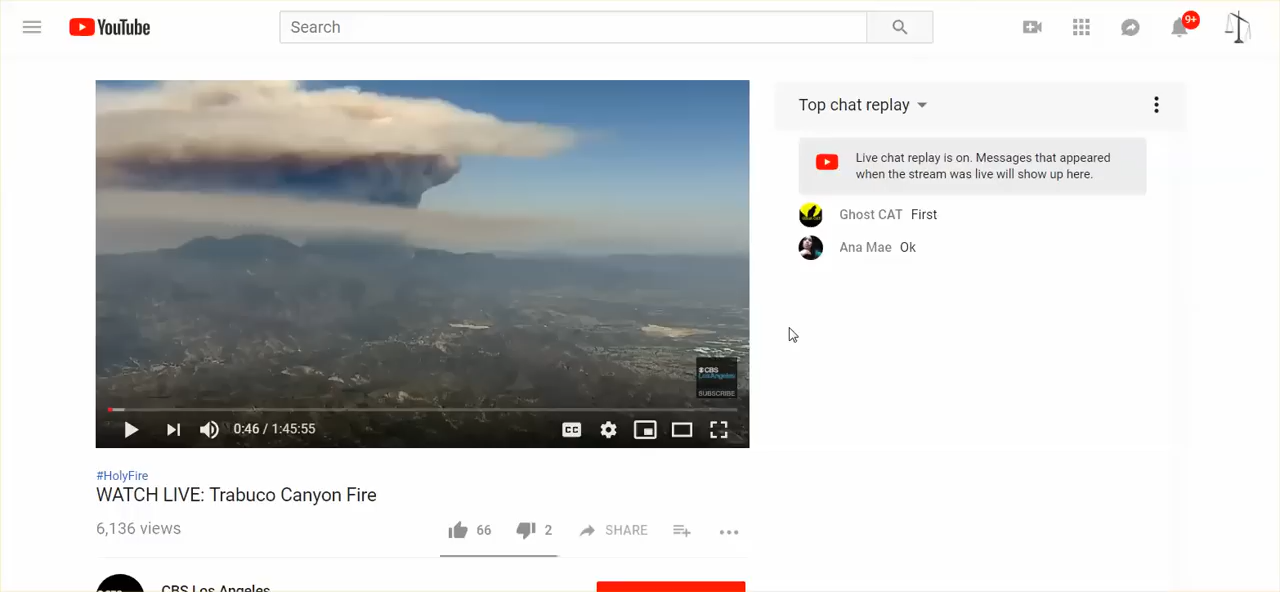 YouTube
Search
9+
Top chat replay
Live chat replay is on. Messages that appeared
when the stream was live will show up here.
Ghost CAT First
Ana Mae Ok
CBS
Los Angeles
SUBSCRIBE
0:46 / 1:45:55
CC
#HolyFire
WATCH LIVE: Trabuco Canyon Fire
6,136 views
66
2
SHARE
CBS Los Angeles